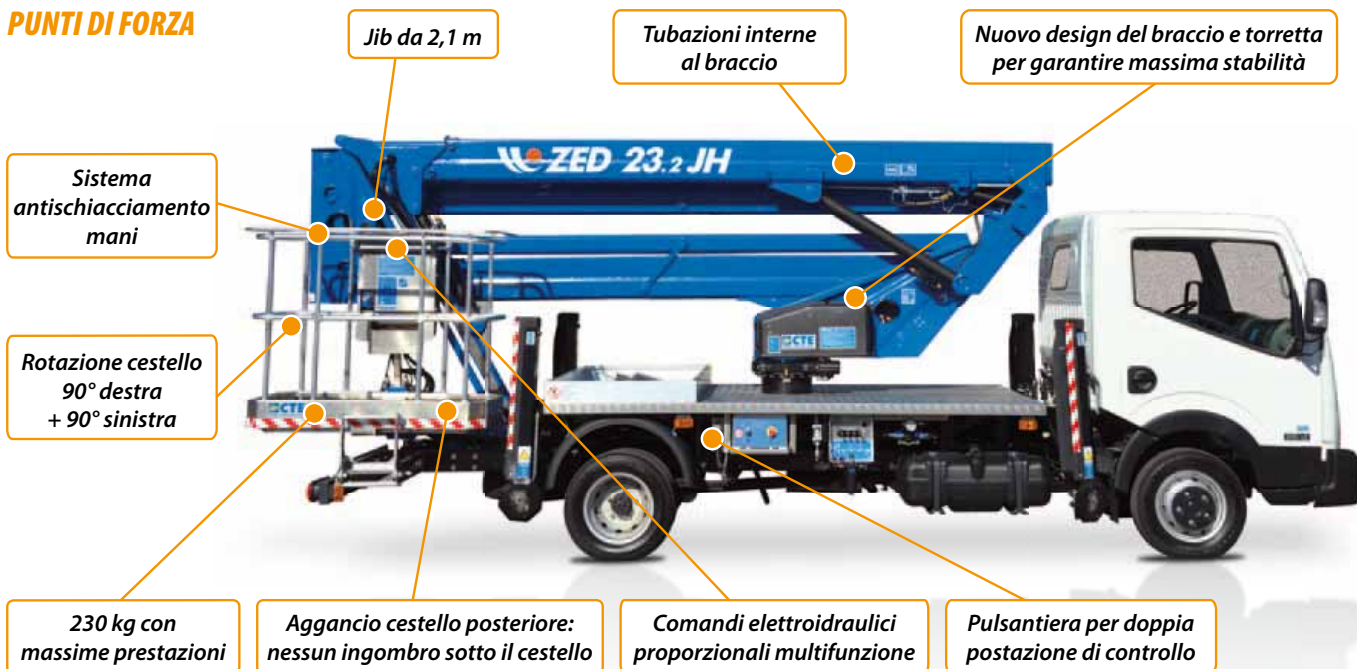 PUNTI DI FORZA
Jib da 2,1 m
Tubazioni interne
al braccio
Nuovo design del braccio e torretta
per garantire massima stabilità
Sistema
antischiacciamento
mani
ZED 23.2 JH
Rotazione cestello
90° destra
+ 90° sinistra
CTE
CTE
230 kg con
massime prestazioni
Aggancio cestello posteriore:
nessun ingombro sotto il cestello
Comandi elettroidraulici
proporzionali multifunzione
Pulsantiera per doppia
postazione di controllo